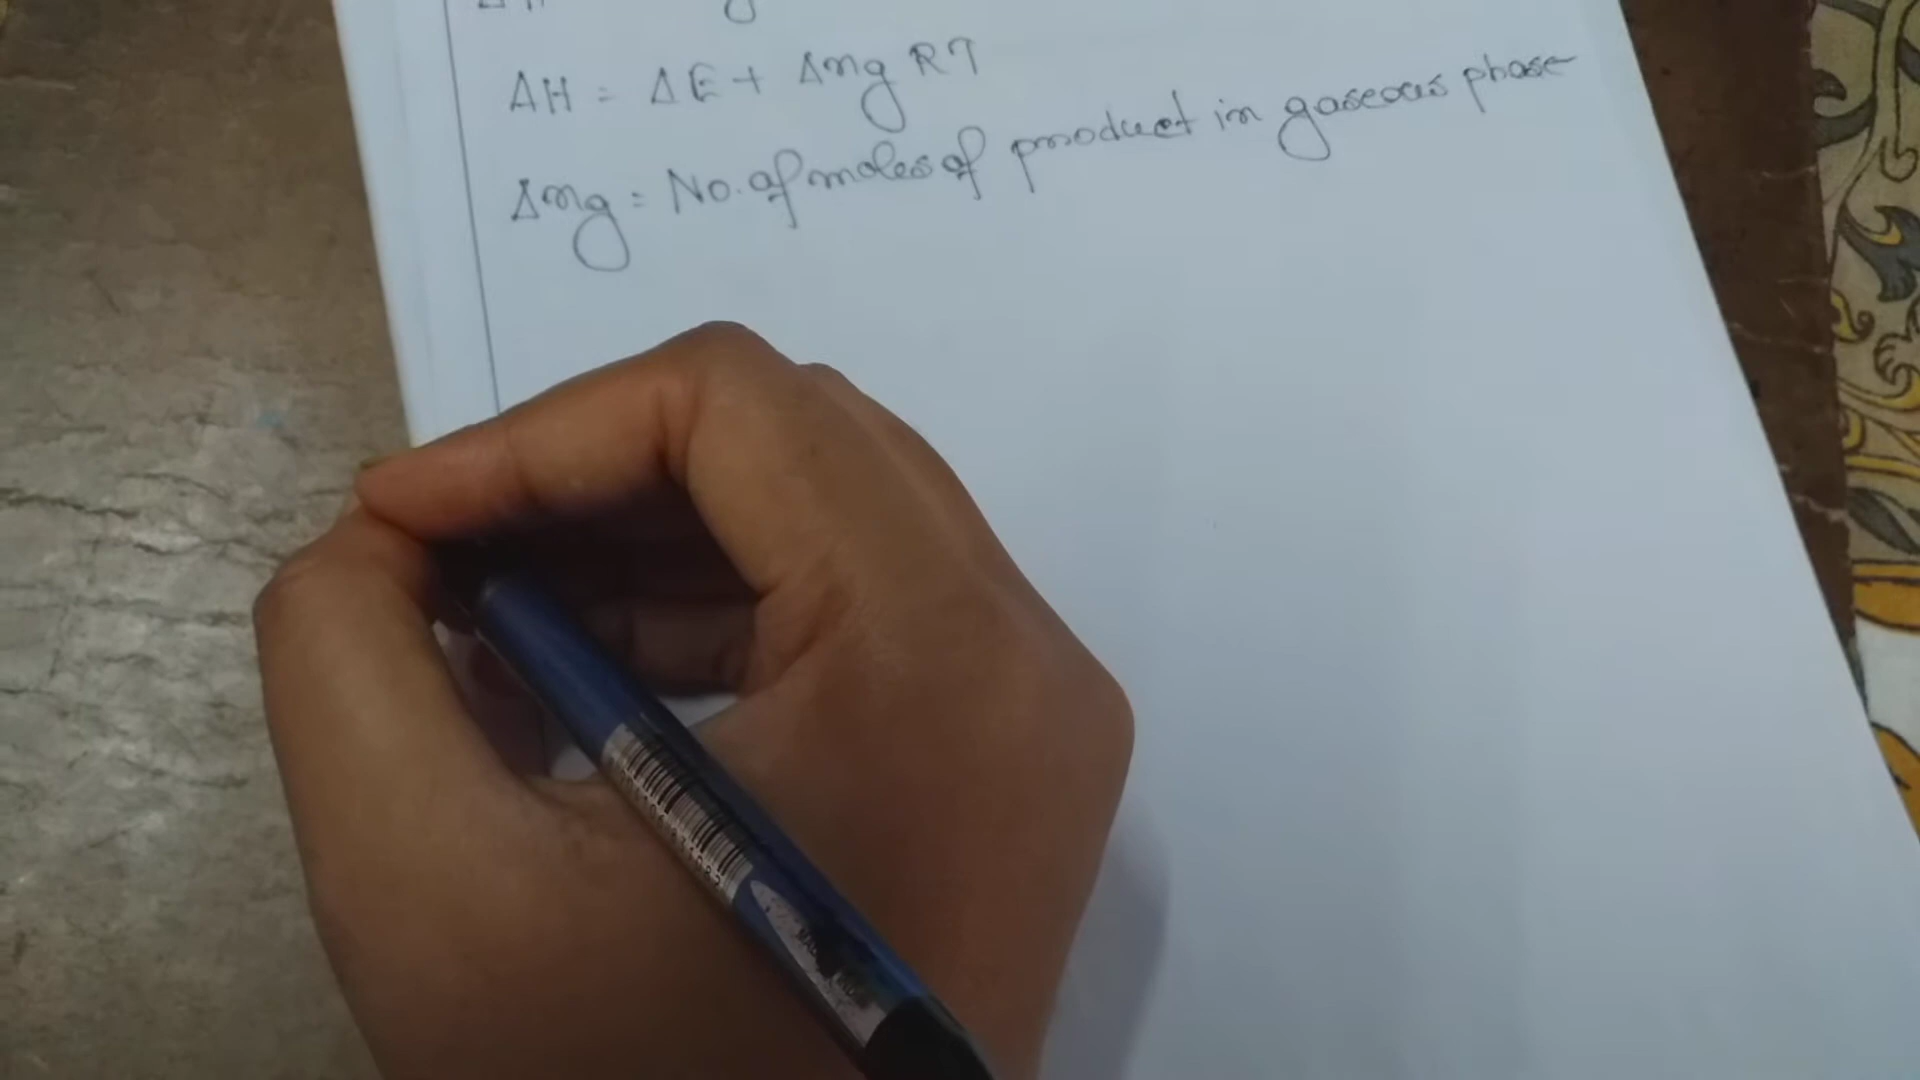 ΔH = ΔE + Δng RT
Δng = No. of moles of product in gaseous phase